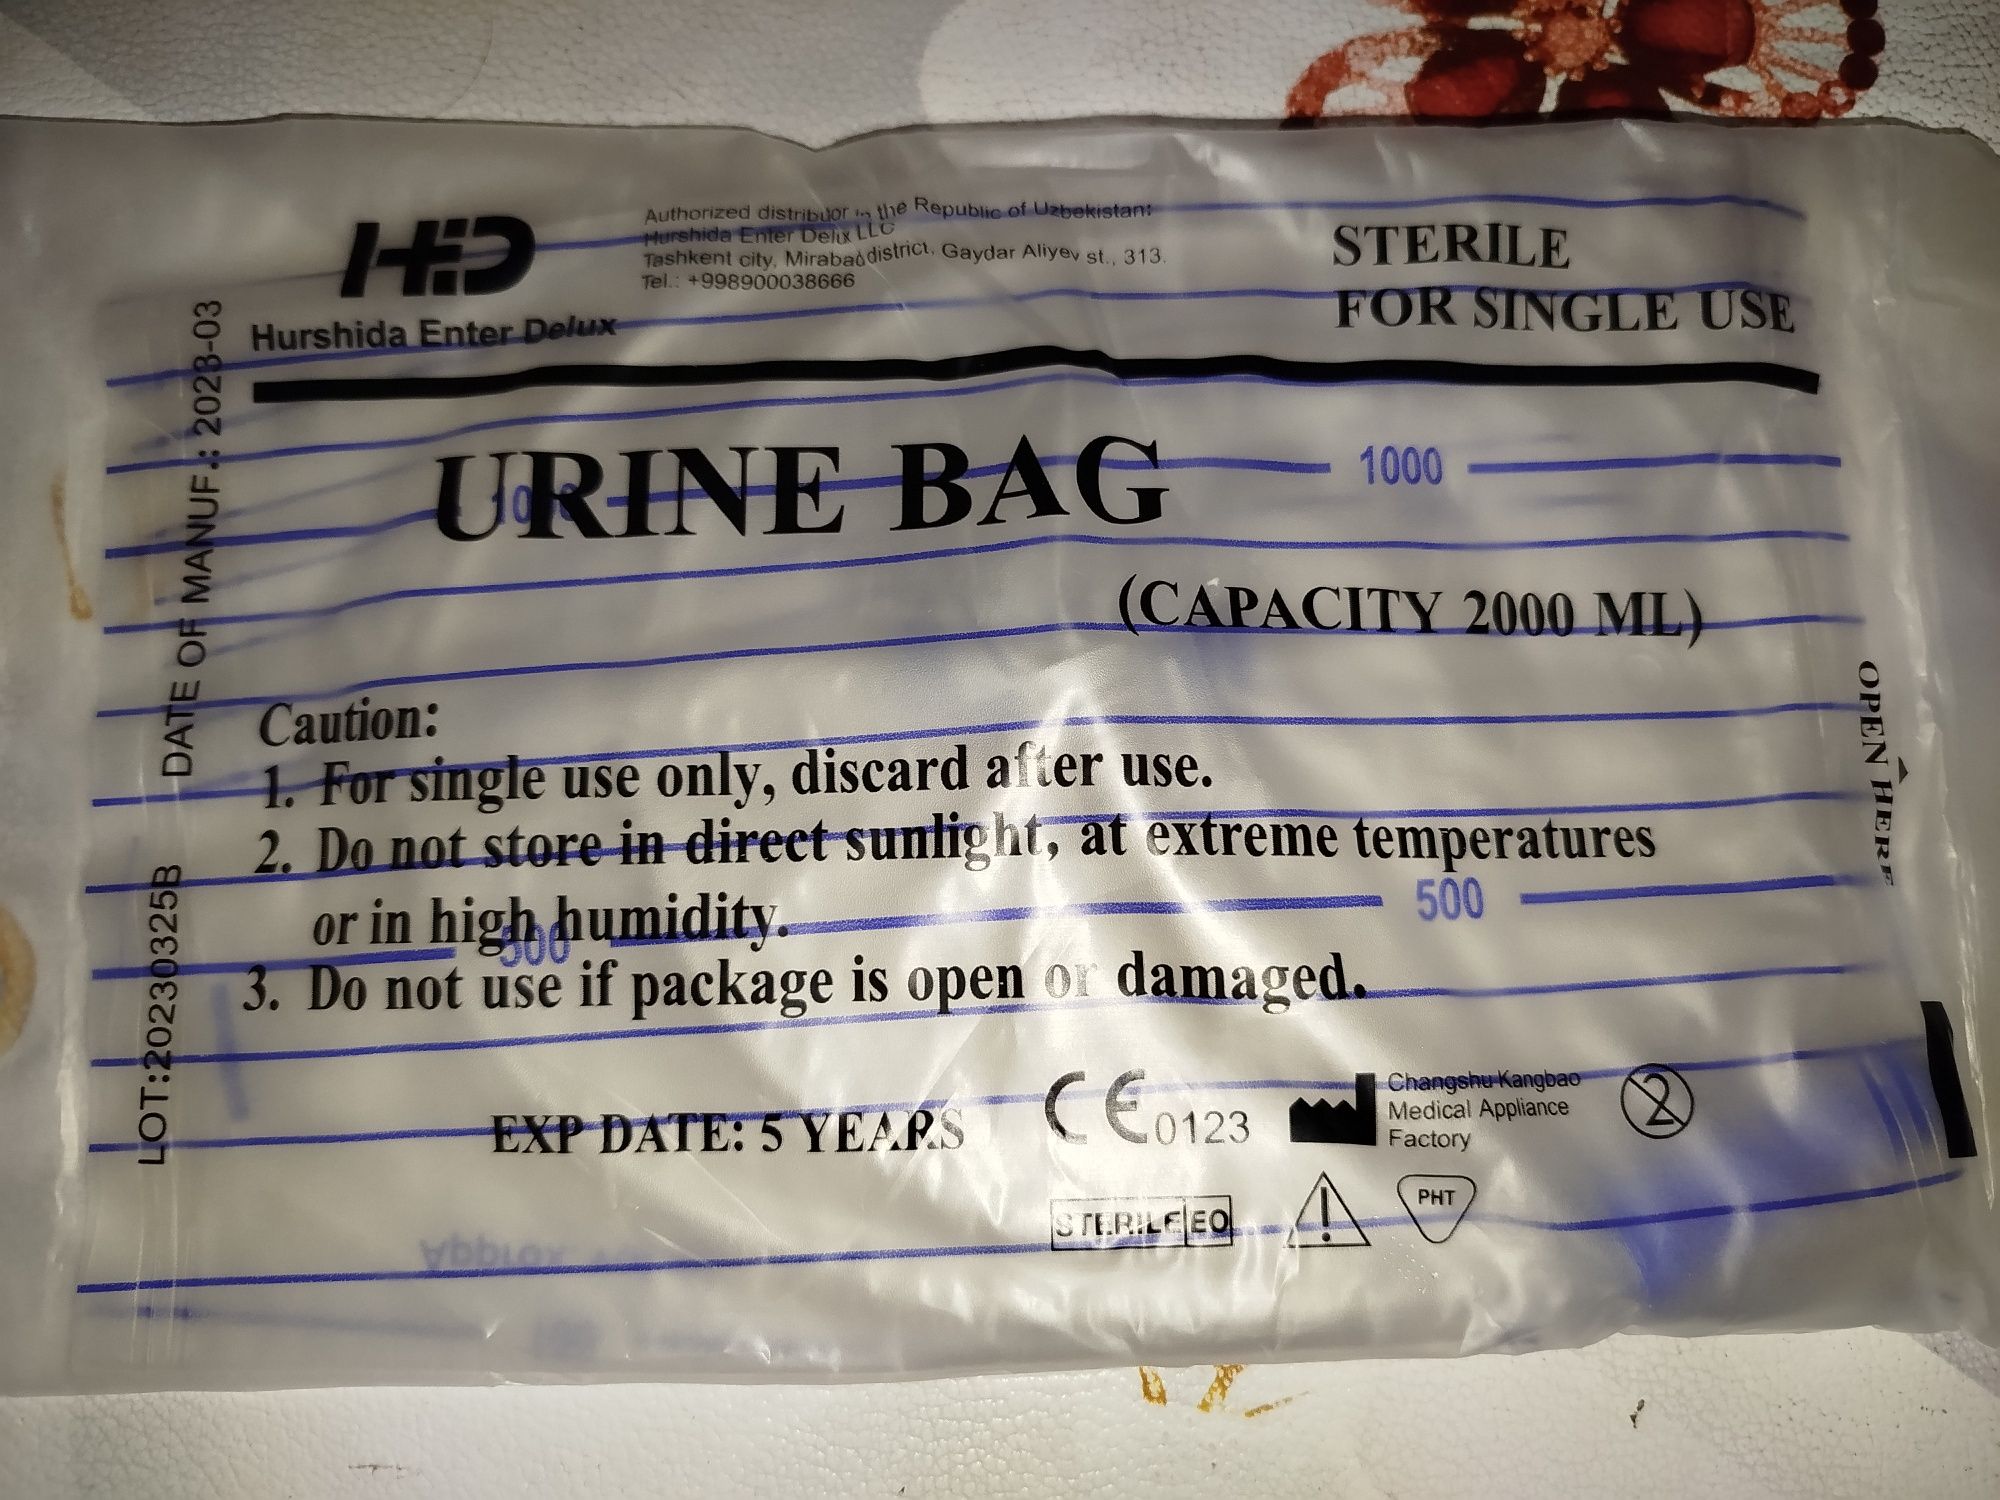 HED
Hurshida Enter Delux
Authorized distributor in the Republic of Uzbekistan:
Hurshida Enter Delux LLC
Tashkent city, Mirabad district, Gaydar Aliyev st., 313.
Tel.: +998900038666
STERILE
FOR SINGLE USE
URINE BAG
1000
1000
(CAPACITY 2000 ML)
Caution:
1. For single use only, discard after use.
2. Do not store in direct sunlight, at extreme temperatures
or in high humidity.
500
500
3. Do not use if package is open or damaged.
EXP DATE: 5 YEARS
CE 0123
Changshu Kangbao
Medical Appliance
Factory
2
STERILE EO
!
PHT
Approx
OPEN HERE
DATE OF MANUF.: 2023-03
LOT:202303325B